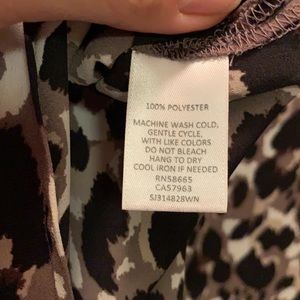 100% POLYESTER
MACHINE WASH COLD,
GENTLE CYCLE,
WITH LIKE COLORS
DO NOT BLEACH
HANG TO DRY
COOL IRON IF NEEDED
RN58665
CA57963
SJ314828WN